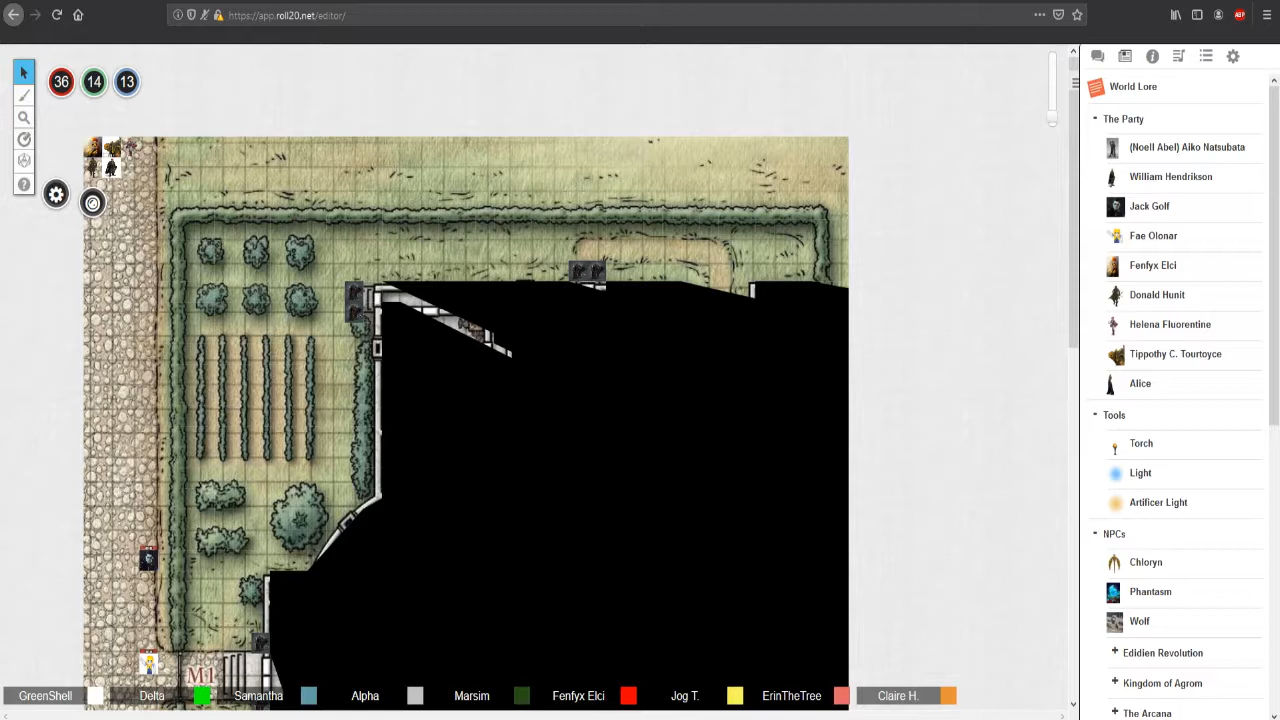 https://app.roll20.net/editor/
ABP
36 14 13
World Lore
The Party
(Noell Abel) Aiko Natsubata
William Hendrikson
Jack Golf
Fae Olonar
Fenfyx Elci
Donald Hunit
Helena Fluorentine
Tippothy C. Tourtoyce
Alice
Tools
Torch
Light
Artificer Light
NPCs
Chloryn
Phantasm
Wolf
Edidien Revolution
Kingdom of Agrom
The Arcana
M1
GreenShell Delta Samantha Alpha Marsim Fenfyx Elci Jog T. ErinTheTree Claire H.